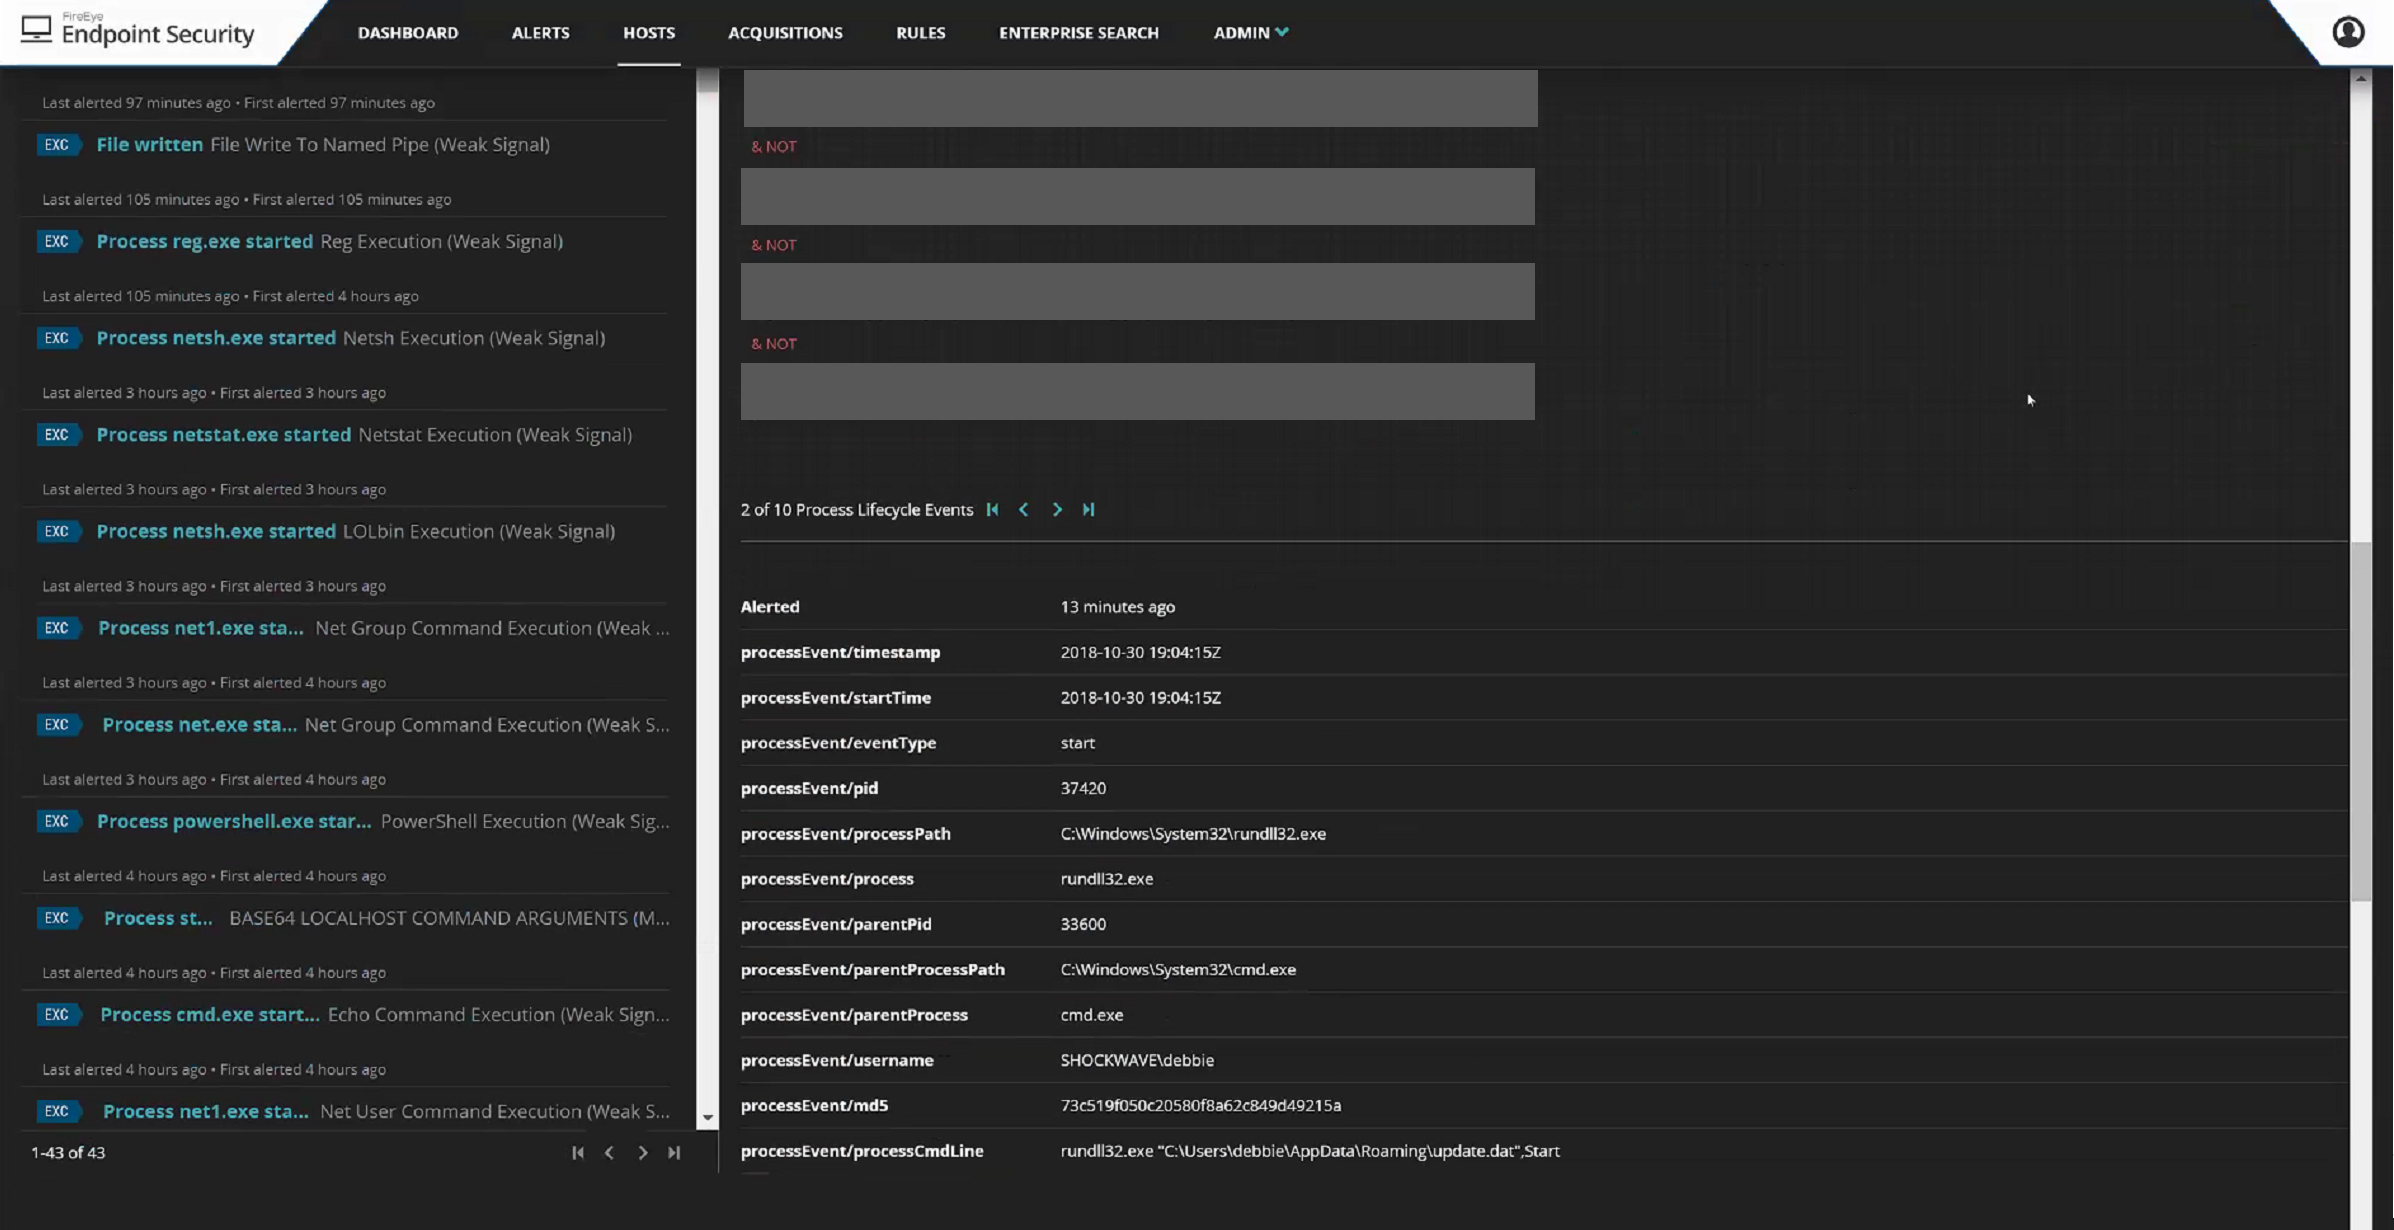 FireEye
Endpoint Security
DASHBOARD
ALERTS
HOSTS
ACQUISITIONS
RULES
ENTERPRISE SEARCH
ADMIN
Last alerted 97 minutes ago • First alerted 97 minutes ago
EXC File written File Write To Named Pipe (Weak Signal)
Last alerted 105 minutes ago • First alerted 105 minutes ago
EXC Process reg.exe started Reg Execution (Weak Signal)
Last alerted 105 minutes ago • First alerted 4 hours ago
EXC Process netsh.exe started Netsh Execution (Weak Signal)
Last alerted 3 hours ago • First alerted 3 hours ago
EXC Process netstat.exe started Netstat Execution (Weak Signal)
Last alerted 3 hours ago • First alerted 3 hours ago
EXC Process netsh.exe started LOLbin Execution (Weak Signal)
Last alerted 3 hours ago • First alerted 3 hours ago
EXC Process net1.exe sta... Net Group Command Execution (Weak ...
Last alerted 3 hours ago • First alerted 4 hours ago
EXC Process net.exe sta... Net Group Command Execution (Weak S...
Last alerted 3 hours ago • First alerted 4 hours ago
EXC Process powershell.exe star... PowerShell Execution (Weak Sig...
Last alerted 4 hours ago • First alerted 4 hours ago
EXC Process st... BASE64 LOCALHOST COMMAND ARGUMENTS (M...
Last alerted 4 hours ago • First alerted 4 hours ago
EXC Process cmd.exe start... Echo Command Execution (Weak Sign...
Last alerted 4 hours ago • First alerted 4 hours ago
EXC Process net1.exe sta... Net User Command Execution (Weak S...
1-43 of 43
& NOT
& NOT
& NOT
2 of 10 Process Lifecycle Events
Alerted 13 minutes ago
processEvent/timestamp 2018-10-30 19:04:15Z
processEvent/startTime 2018-10-30 19:04:15Z
processEvent/eventType start
processEvent/pid 37420
processEvent/processPath C:\Windows\System32\rundll32.exe
processEvent/process rundll32.exe
processEvent/parentPid 33600
processEvent/parentProcessPath C:\Windows\System32\cmd.exe
processEvent/parentProcess cmd.exe
processEvent/username SHOCKWAVE\debbie
processEvent/md5 73c519f050c20580f8a62c849d49215a
processEvent/processCmdLine rundll32.exe "C:\Users\debbie\AppData\Roaming\update.dat",Start